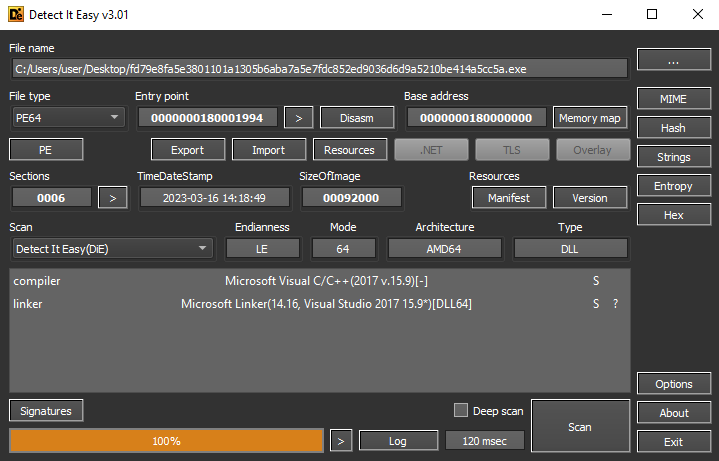 Detect It Easy v3.01
File name
C:/Users/user/Desktop/fd79e8fa5e3801101a1305b6aba7a5e7fdc852ed9036d6d9a5210be414a5cc5a.exe
...
File type Entry point Base address
PE64 0000000180001994 > Disasm 0000000180000000 Memory map MIME
PE Export Import Resources .NET TLS Overlay Hash
Sections TimeDateStamp SizeOfImage Resources Strings
0006 > 2023-03-16 14:18:49 00092000 Manifest Version Entropy
Scan Endianness Mode Architecture Type Hex
Detect It Easy(DiE) LE 64 AMD64 DLL
compiler Microsoft Visual C/C++(2017 v.15.9)[-] S
linker Microsoft Linker(14.16, Visual Studio 2017 15.9*)[DLL64] S ?
Options
Signatures Deep scan Scan About
100% > Log 120 msec Exit